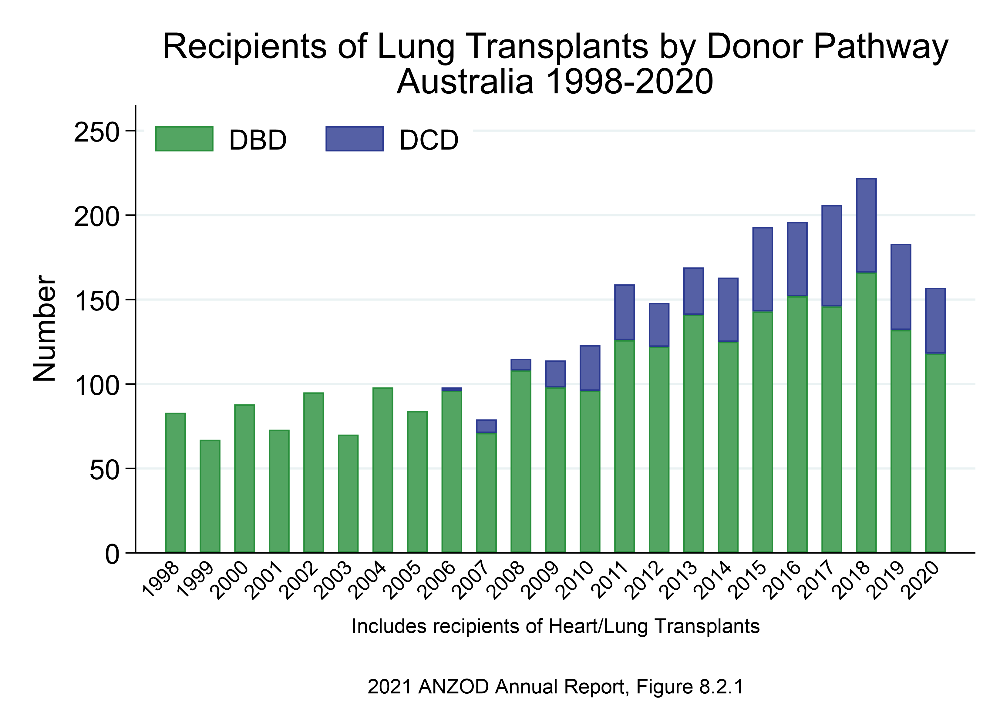 Recipients of Lung Transplants by Donor Pathway
Australia 1998-2020
DBD DCD
Number
250
200
150
100
50
0
1998 1999 2000 2001 2002 2003 2004 2005 2006 2007 2008 2009 2010 2011 2012 2013 2014 2015 2016 2017 2018 2019 2020
Includes recipients of Heart/Lung Transplants
2021 ANZOD Annual Report, Figure 8.2.1